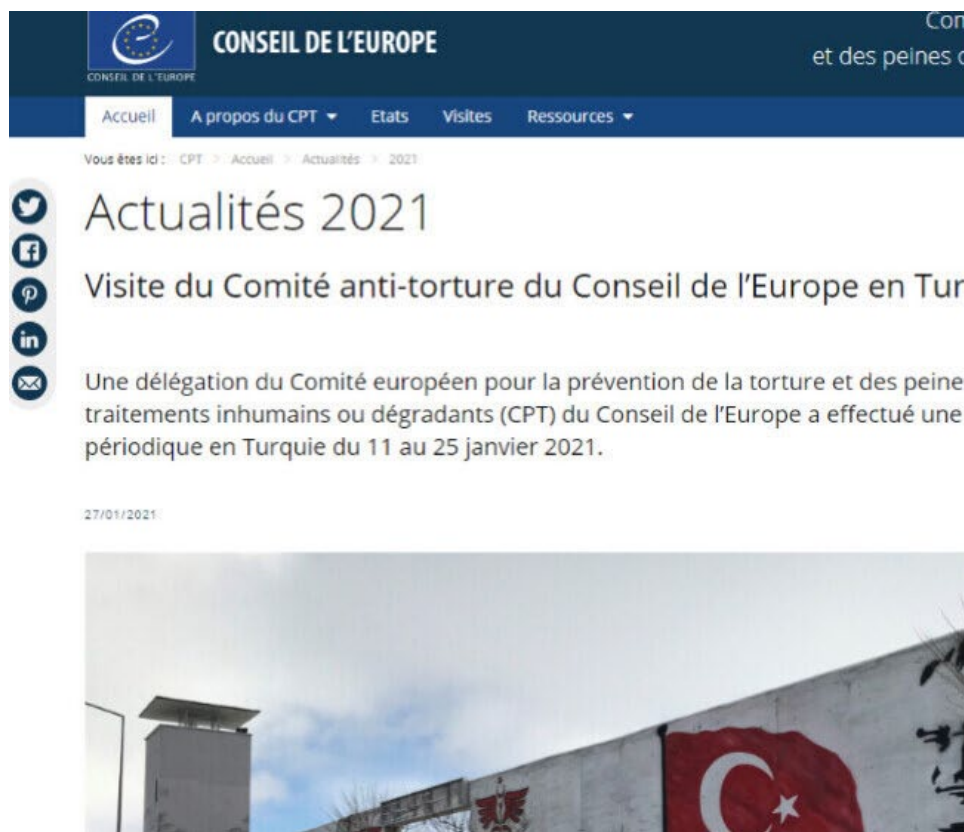 Con
et des peines d
CONSEIL DE L'EUROPE
CONSEIL DE L'EUROPE
Accueil A propos du CPT Etats Visites Ressources
Vous êtes ici : CPT > Accueil > Actualités > 2021
Actualités 2021
Visite du Comité anti-torture du Conseil de l'Europe en Tur
Une délégation du Comité européen pour la prévention de la torture et des peine
traitements inhumains ou dégradants (CPT) du Conseil de l'Europe a effectué une
périodique en Turquie du 11 au 25 janvier 2021.
27/01/2021